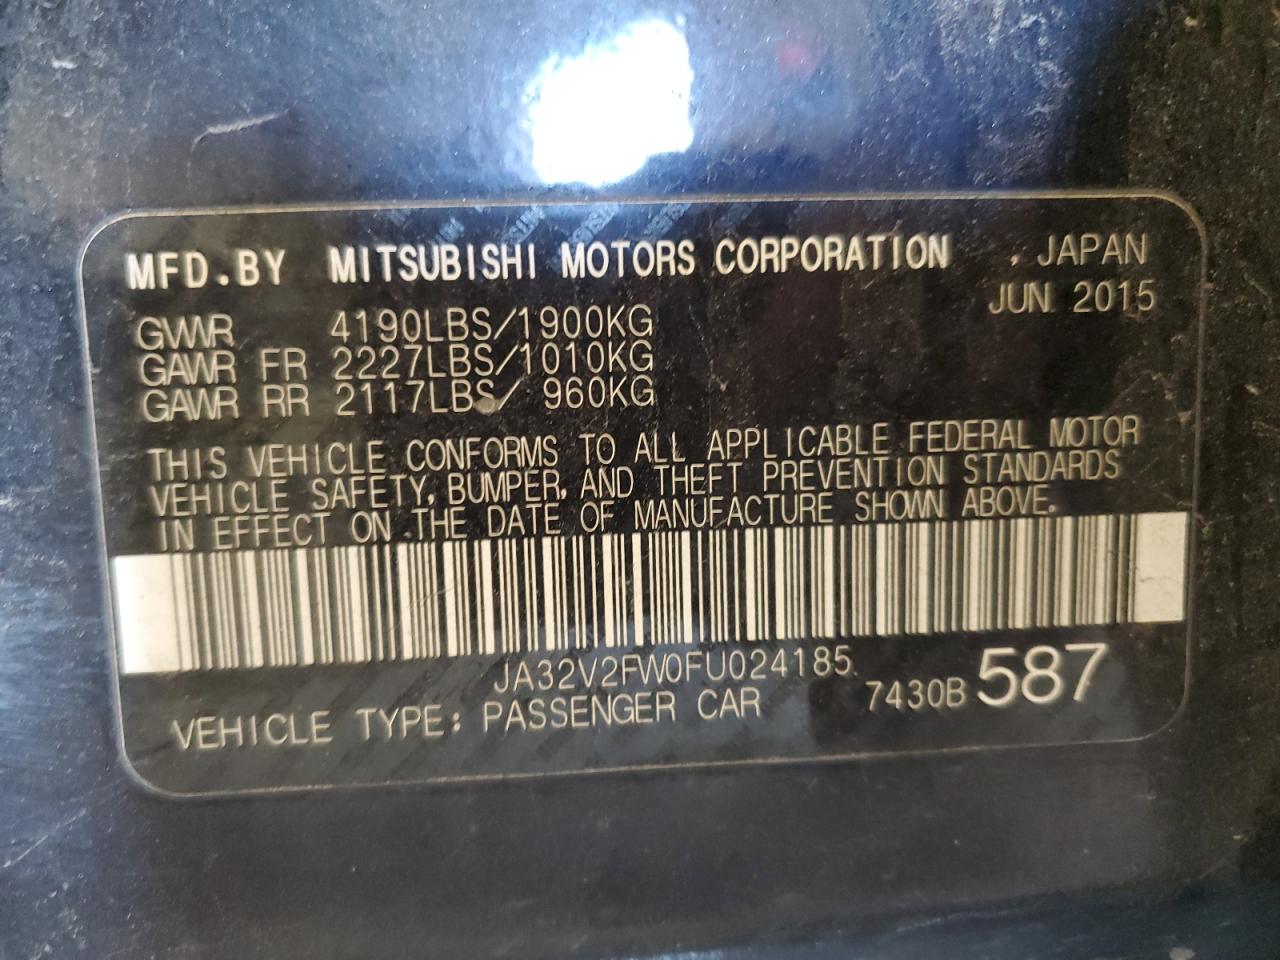 MFD.BY MITSUBISHI MOTORS CORPORATION , JAPAN
JUN 2015
GVWR 4190LBS/1900KG
GAWR FR 2227LBS/1010KG
GAWR RR 2117LBS/ 960KG
THIS VEHICLE CONFORMS TO ALL APPLICABLE FEDERAL MOTOR
VEHICLE SAFETY, BUMPER, AND THEFT PREVENTION STANDARDS
IN EFFECT ON THE DATE OF MANUFACTURE SHOWN ABOVE.
JA32V2FW0FU024185
7430B 587
VEHICLE TYPE: PASSENGER CAR